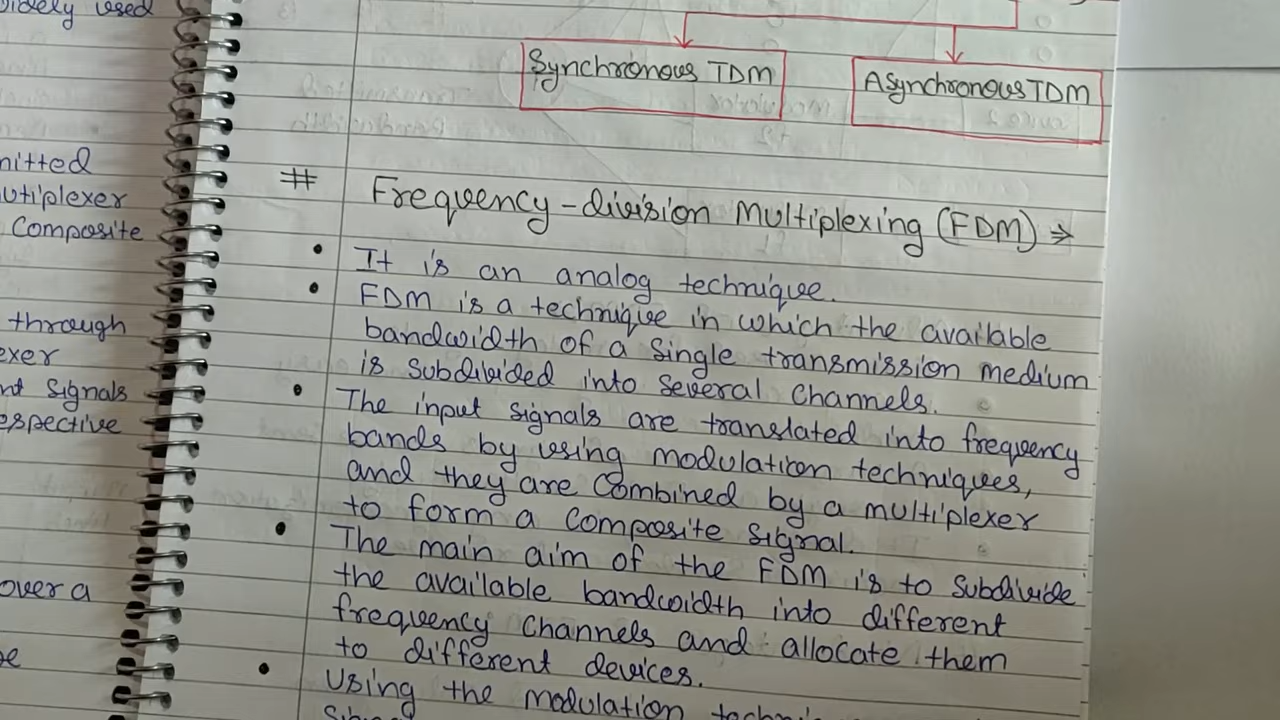 widely used
Synchronous TDM
Asynchronous TDM
# Frequency-division Multiplexing (FDM) ⇒
• It is an analog technique.
• FDM is a technique in which the available
bandwidth of a single transmission medium
is subdivided into several channels.
• The input signals are translated into frequency
bands by using modulation techniques,
and they are combined by a multiplexer
to form a composite signal.
• The main aim of the FDM is to subdivide
the available bandwidth into different
frequency channels and allocate them
to different devices.
• Using the modulation
mitted
utiplexer
Composite
through
exer
nt signals
espective
over a